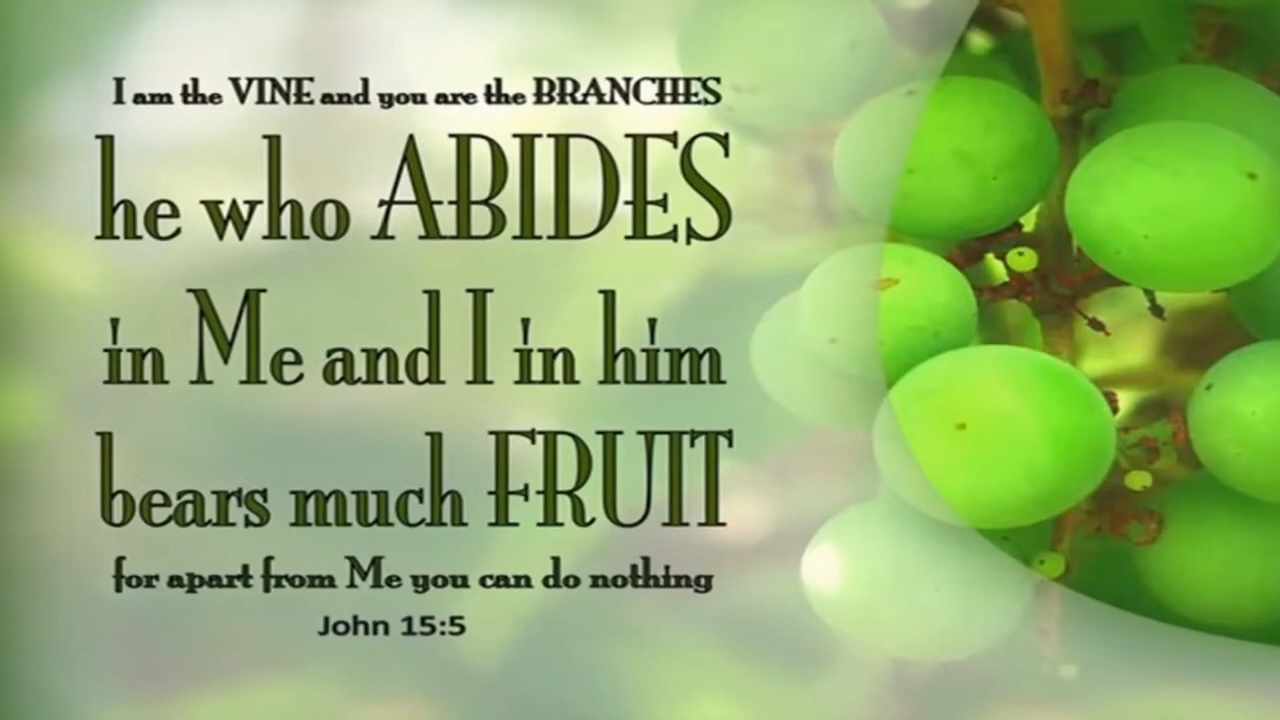 I am the VINE and you are the BRANCHES
he who ABIDES
in Me and I in him
bears much FRUIT
for apart from Me you can do nothing
John 15:5